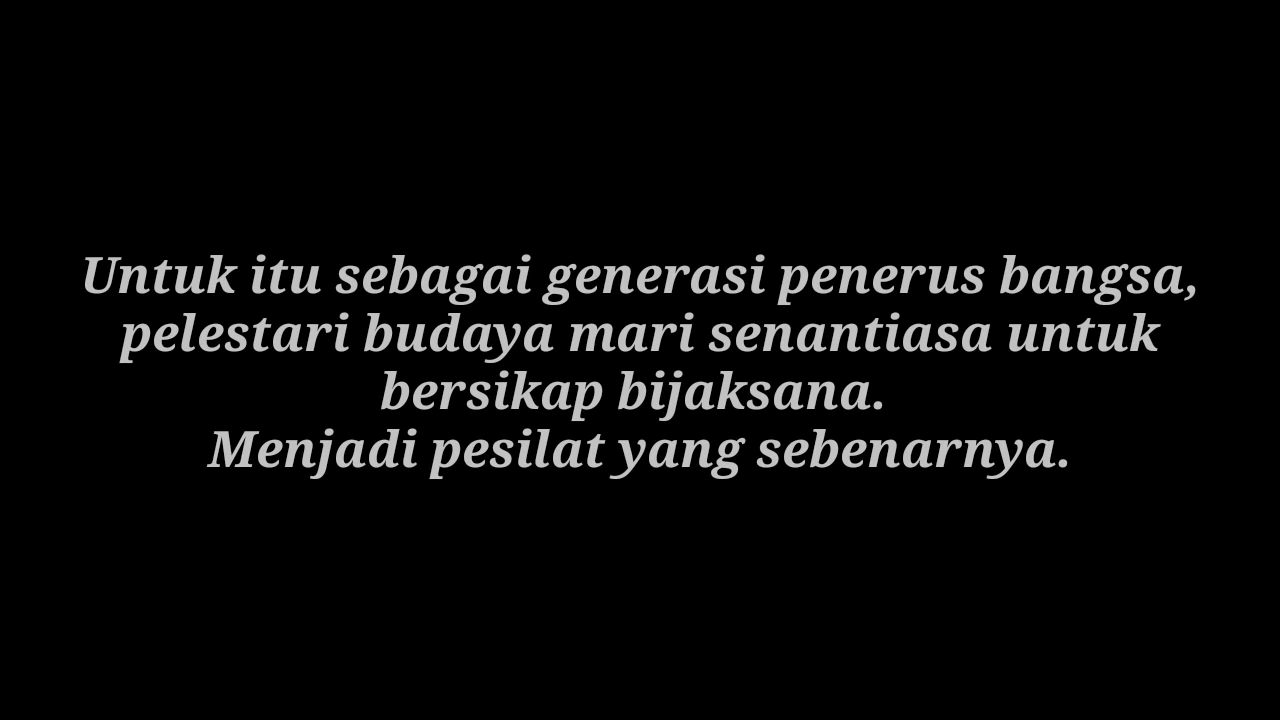 Untuk itu sebagai generasi penerus bangsa,
pelestari budaya mari senantiasa untuk
bersikap bijaksana.
Menjadi pesilat yang sebenarnya.